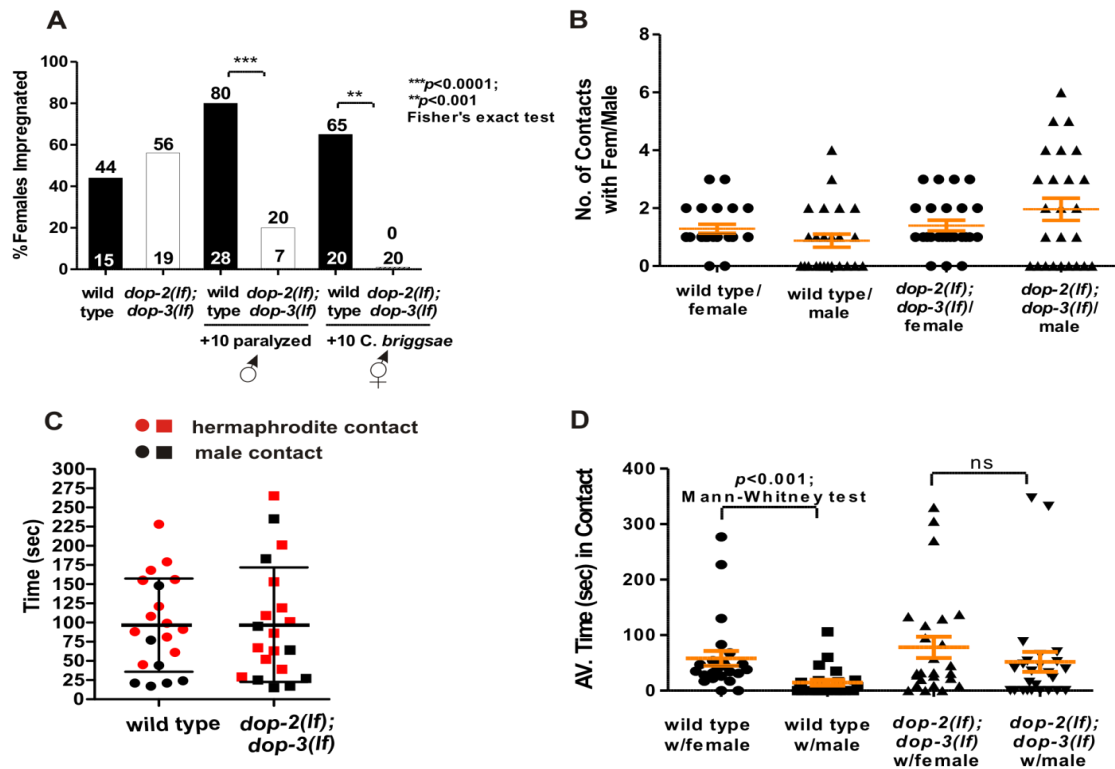 A
100
80
60
40
20
0
%Females Impregnated
***
**
***p<0.0001;
**p<0.001
Fisher's exact test
44
56
80
20
65
0
15
19
28
7
20
20
wild type
dop-2(lf); dop-3(lf)
wild type
dop-2(lf); dop-3(lf)
wild type
dop-2(lf); dop-3(lf)
+10 paralyzed
♂
+10 C. briggsae
⚥
B
8
6
4
2
0
No. of Contacts
with Fem/Male
wild type/
female
wild type/
male
dop-2(lf);
dop-3(lf)/
female
dop-2(lf);
dop-3(lf)/
male
C
hermaphrodite contact
male contact
300
275
250
225
200
175
150
125
100
75
50
25
0
Time (sec)
wild type
dop-2(lf);
dop-3(lf)
D
400
300
200
100
0
AV. Time (sec) in Contact
p<0.001;
Mann-Whitney test
ns
wild type
w/female
wild type
w/male
dop-2(lf);
dop-3(lf)
w/female
dop-2(lf);
dop-3(lf)
w/male